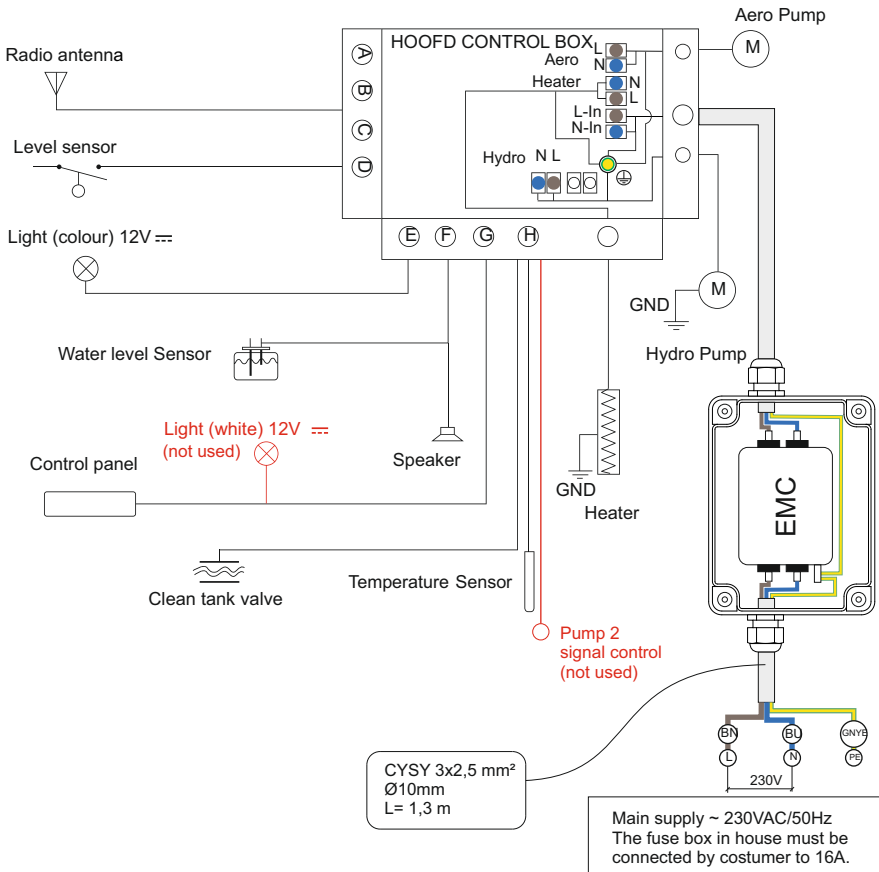 Aero Pump
M
HOOFD CONTROL BOX
L
Aero
N
Heater
N
L
L-In
N-In
Hydro N L
A
B
C
D
Radio antenna
Level sensor
Light (colour) 12V
E
F
G
H
M
GND
Hydro Pump
Water level Sensor
Light (white) 12V
(not used)
Control panel
Speaker
GND
Heater
EMC
Clean tank valve
Temperature Sensor
Pump 2
signal control
(not used)
BN
BU
GNYE
L
N
PE
230V
CYSY 3x2,5 mm²
Ø10mm
L= 1,3 m
Main supply ~ 230VAC/50Hz
The fuse box in house must be
connected by costumer to 16A.